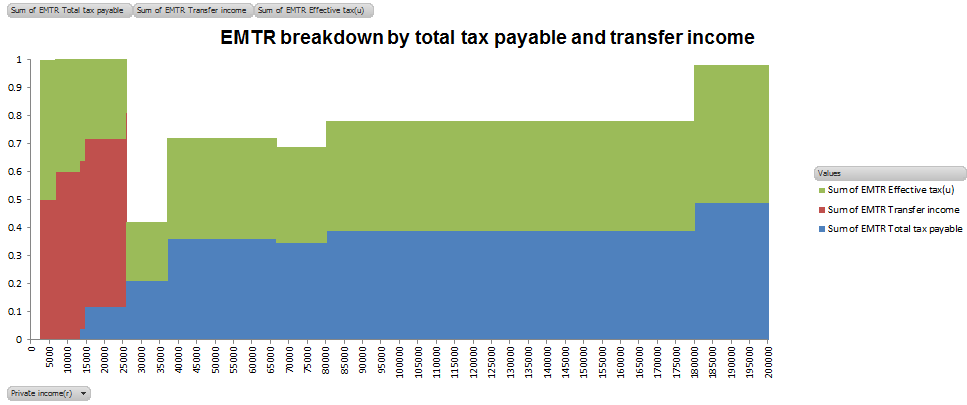 Sum of EMTR Total tax payable Sum of EMTR Transfer income Sum of EMTR Effective tax(u)
EMTR breakdown by total tax payable and transfer income
1
0.9
0.8
0.7
0.6
0.5
0.4
0.3
0.2
0.1
0
Values
Sum of EMTR Effective tax(u)
Sum of EMTR Transfer income
Sum of EMTR Total tax payable
0 5000 10000 15000 20000 25000 30000 35000 40000 45000 50000 55000 60000 65000 70000 75000 80000 85000 90000 95000 100000 105000 110000 115000 120000 125000 130000 135000 140000 145000 150000 155000 160000 165000 170000 175000 180000 185000 190000 195000 200000
Private income(r)